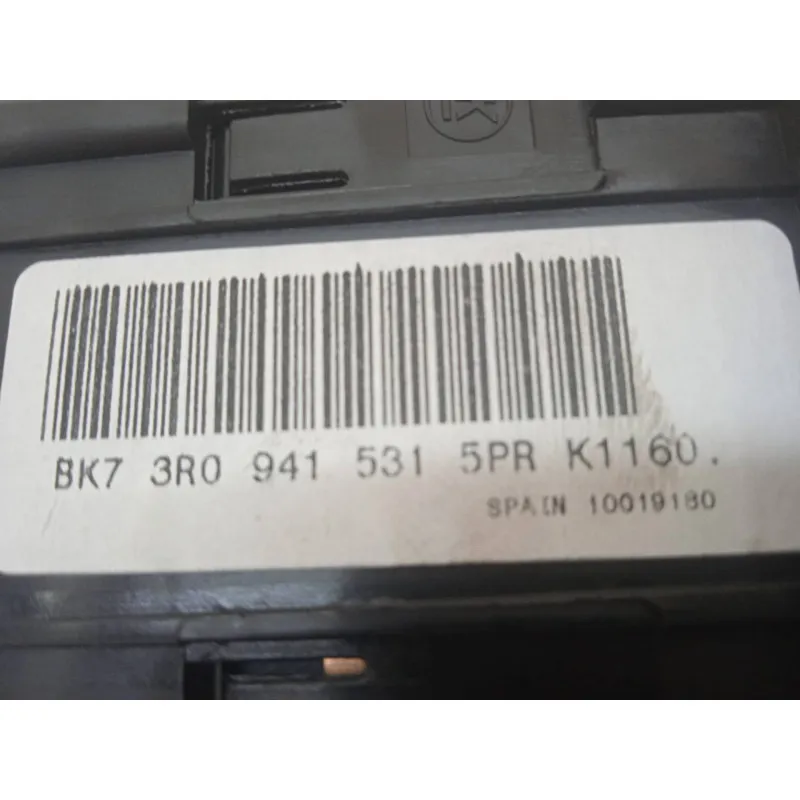 BK7 3R0 941 531 5PR K1160.
SPAIN 10019180